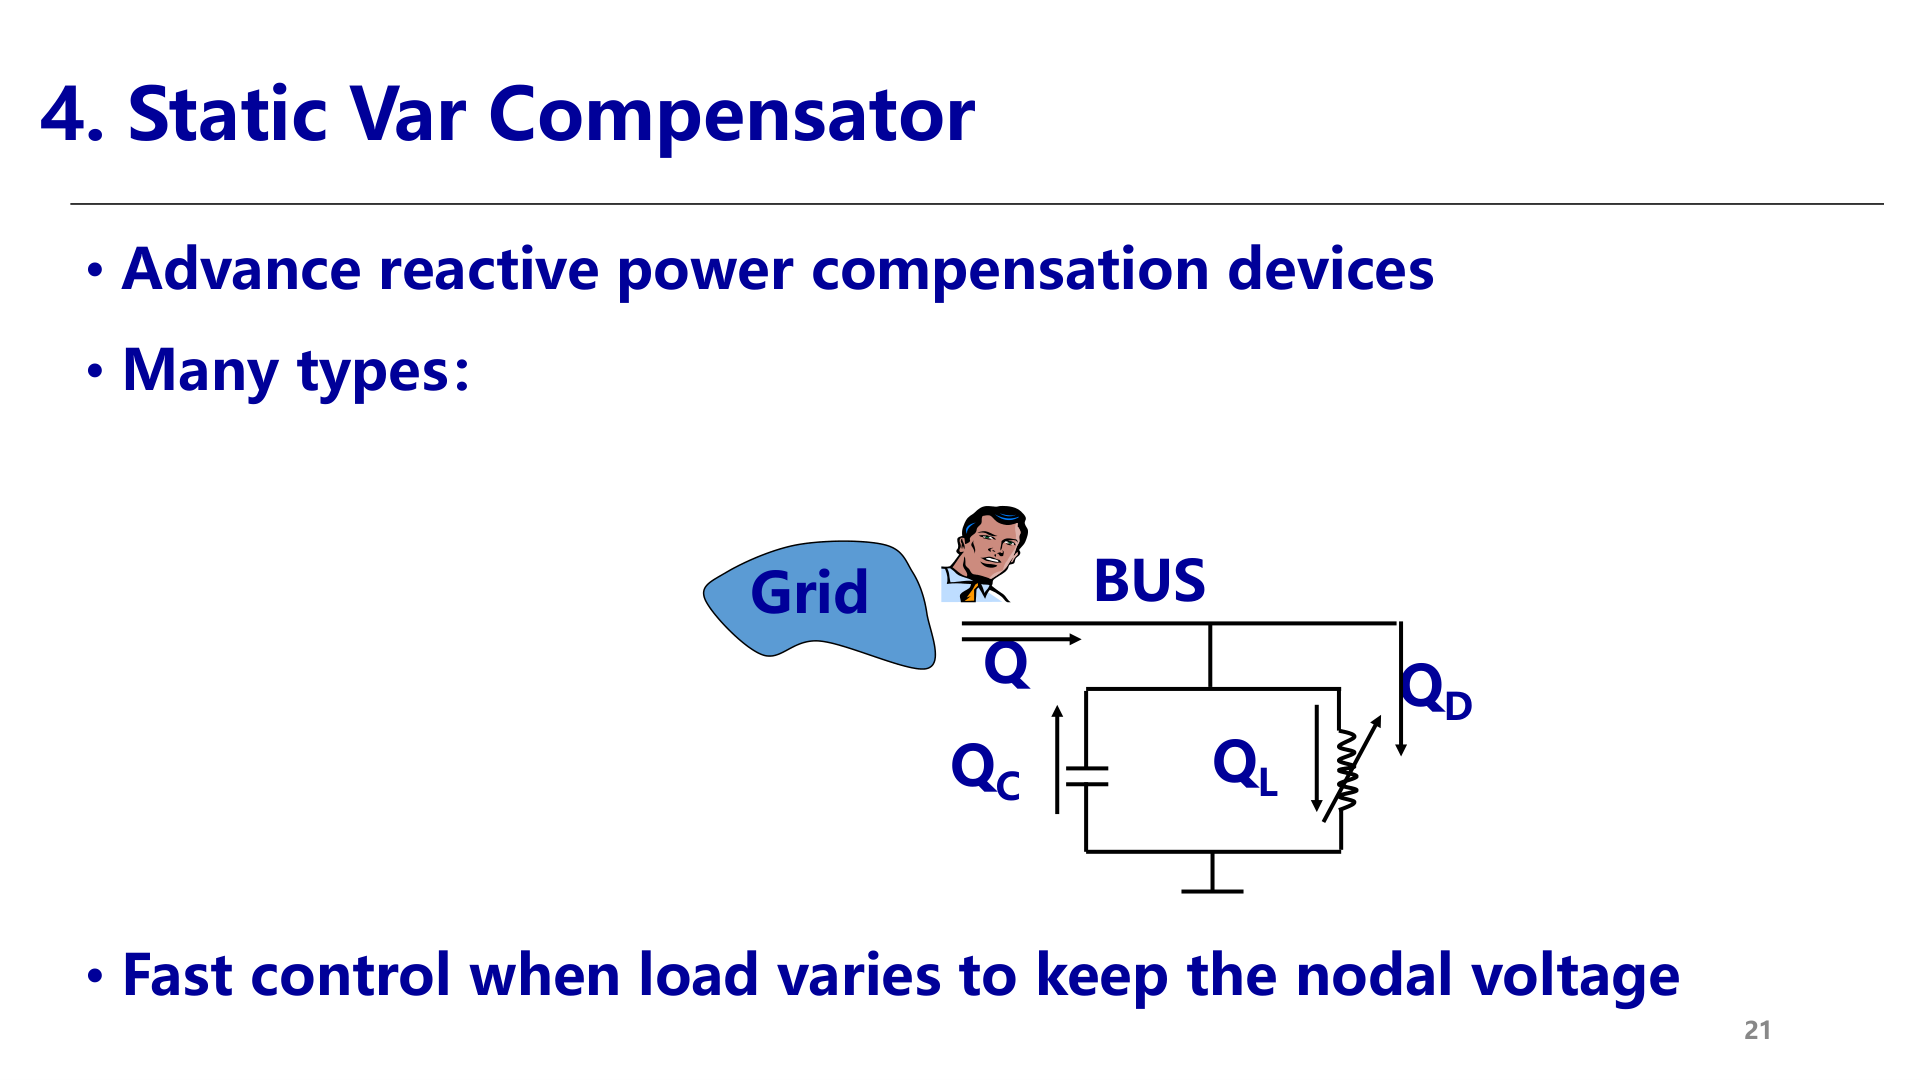 4. Static Var Compensator
• Advance reactive power compensation devices
• Many types：
Grid
BUS
Q
QD
QC
QL
• Fast control when load varies to keep the nodal voltage
21